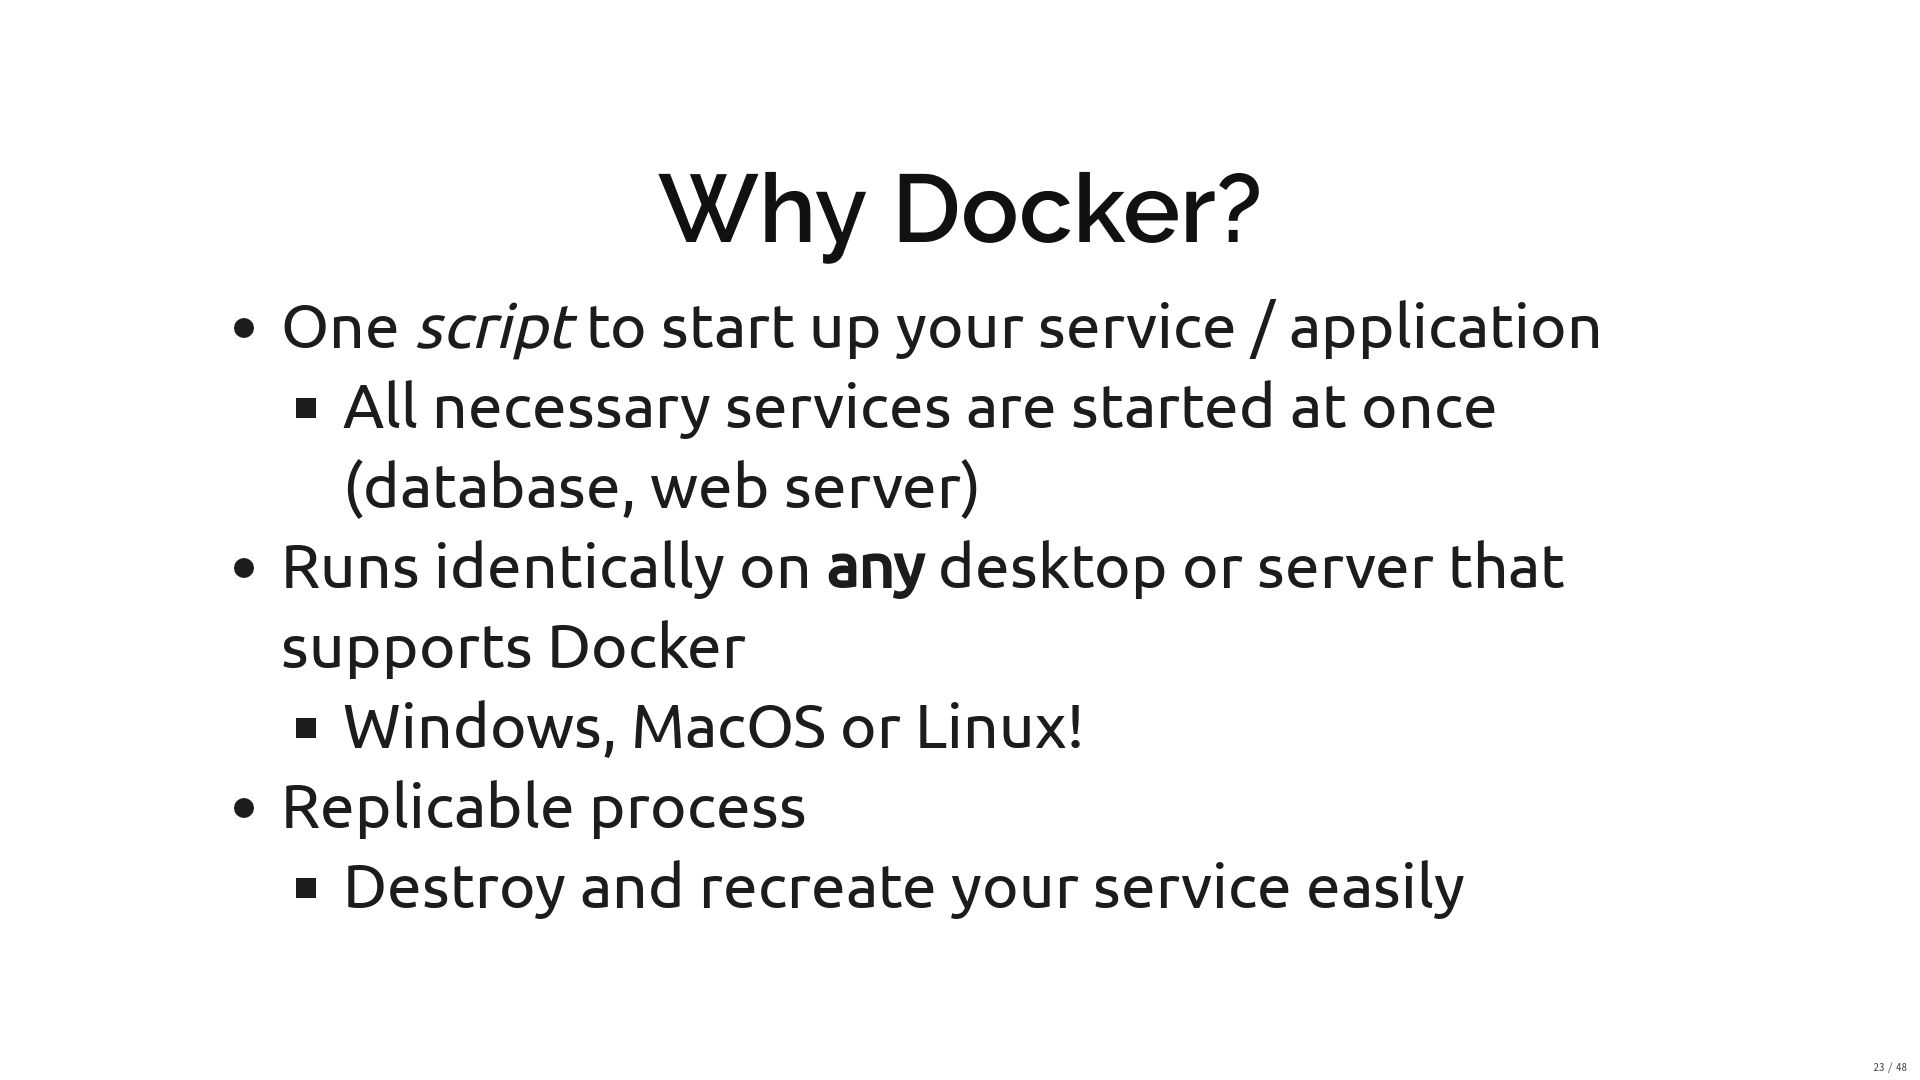 Why Docker?
One script to start up your service / application
All necessary services are started at once
(database, web server)
Runs identically on any desktop or server that
supports Docker
Windows, MacOS or Linux!
Replicable process
Destroy and recreate your service easily
23 / 48